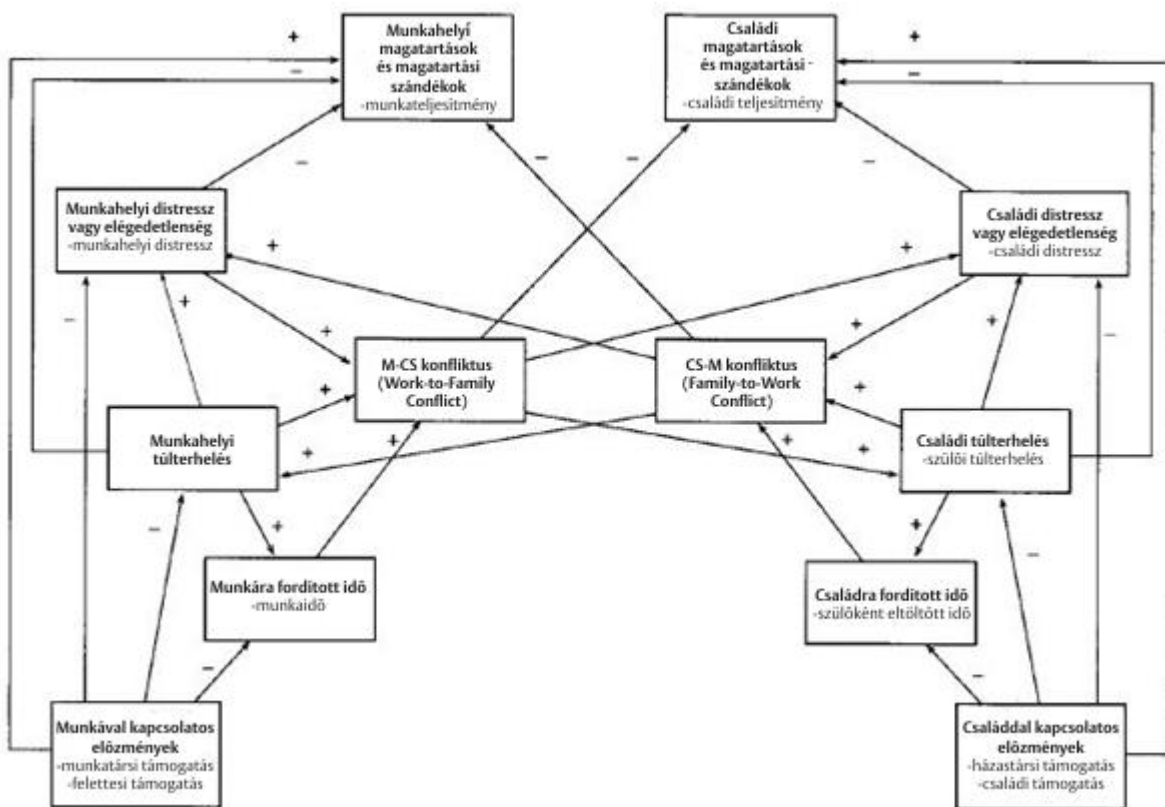 Munkahelyi
magatartások
és magatartási
szándékok
-munkateljesítmény
Családi
magatartások
és magatartási -
szándékok
-családi teljesítmény
+
−
+
−
−
−
−
−
Munkahelyi distressz
vagy elégedetlenség
-munkahelyi distressz
Családi distressz
vagy elégedetlenség
-családi distressz
+
+
−
+
+
+
+
−
M-CS konfliktus
(Work-to-Family
Conflict)
CS-M konfliktus
(Family-to-Work
Conflict)
+
+
Munkahelyi
túlterhelés
Családi túlterhelés
-szülői túlterhelés
+
+
+
+
−
+
+
−
Munkára fordított idő
-munkaidő
Családra fordított idő
-szülőként eltöltött idő
−
−
Munkával kapcsolatos
előzmények
-munkatársi támogatás
-felettesi támogatás
Családdal kapcsolatos
előzmények
-házastársi támogatás
-családi támogatás